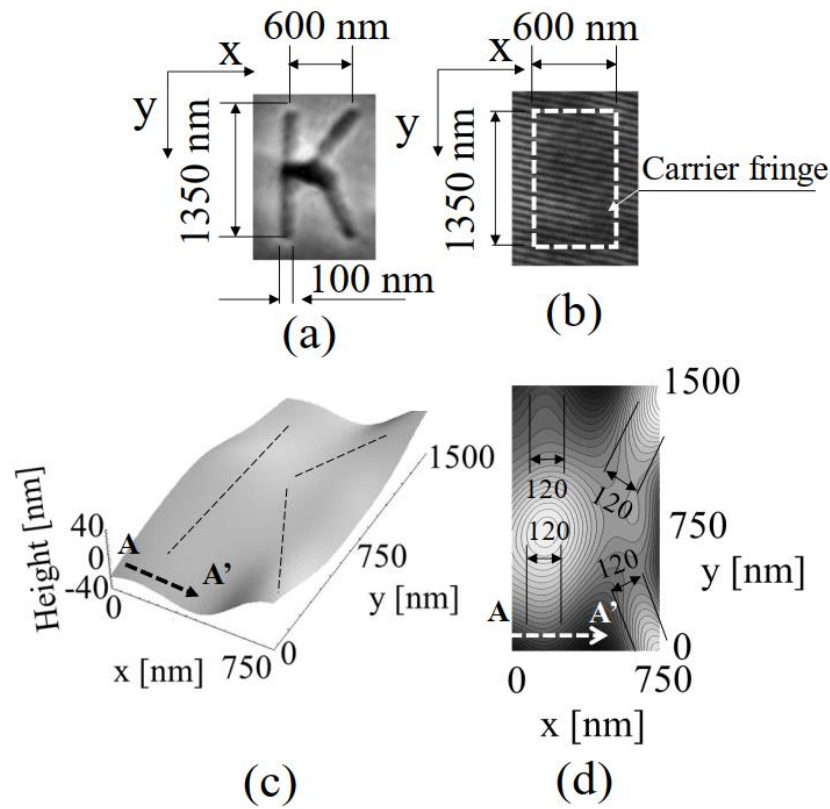 600 nm
x
y
1350 nm
100 nm
(a)
600 nm
x
y
1350 nm
Carrier fringe
(b)
Height [nm]
40
0
-40
A
A'
0
x [nm]
750
0
750
y [nm]
1500
(c)
1500
120
120
120
750
120
y [nm]
A
A'
0
0
750
x [nm]
(d)